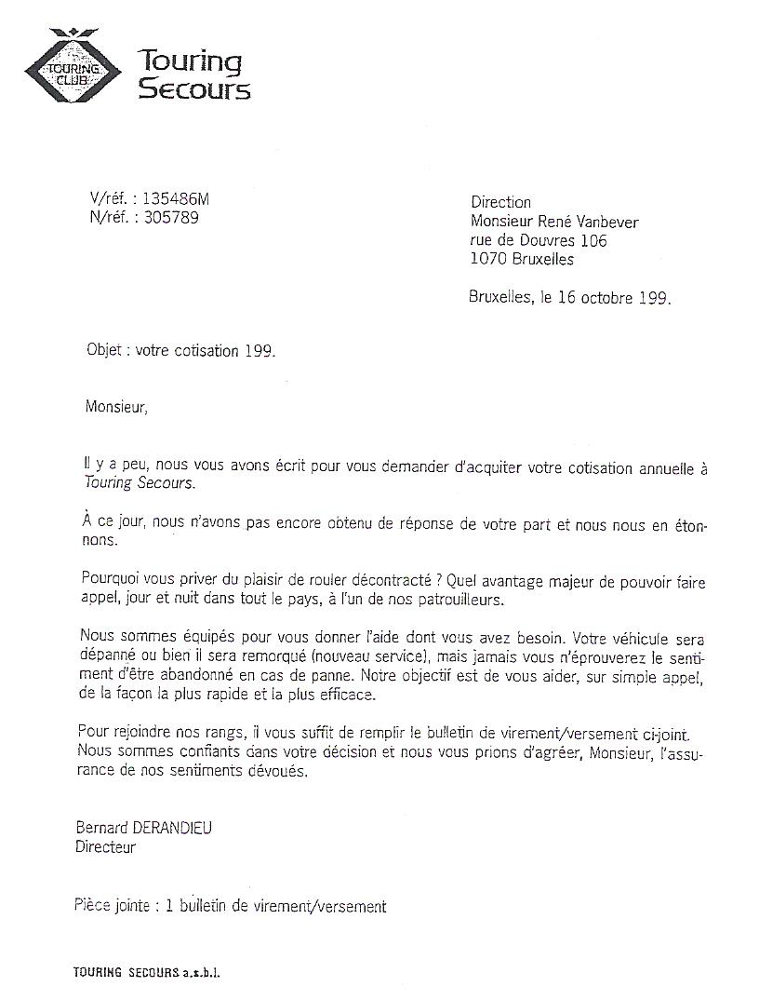 TOURING
CLUB
Touring
Secours
V/réf. : 135486M
N/réf. : 305789
Direction
Monsieur René Vanbever
rue de Douvres 106
1070 Bruxelles
Bruxelles, le 16 octobre 199.
Objet : votre cotisation 199.
Monsieur,
Il y a peu, nous vous avons écrit pour vous demander d'acquiter votre cotisation annuelle à
Touring Secours.
À ce jour, nous n'avons pas encore obtenu de réponse de votre part et nous nous en éton-
nons.
Pourquoi vous priver du plaisir de rouler décontracté ? Quel avantage majeur de pouvoir faire
appel, jour et nuit dans tout le pays, à l'un de nos patrouilleurs.
Nous sommes équipés pour vous donner l'aide dont vous avez besoin. Votre véhicule sera
dépanné ou bien il sera remorqué (nouveau service), mais jamais vous n'éprouverez le senti-
ment d'être abandonné en cas de panne. Notre objectif est de vous aider, sur simple appel,
de la façon la plus rapide et la plus efficace.
Pour rejoindre nos rangs, il vous suffit de remplir le bulletin de virement/versement ci-joint.
Nous sommes confiants dans votre décision et nous vous prions d'agréer, Monsieur, l'assu-
rance de nos sentiments dévoués.
Bernard DERANDIEU
Directeur
Pièce jointe : 1 bulletin de virement/versement
TOURING SECOURS a.s.b.l.